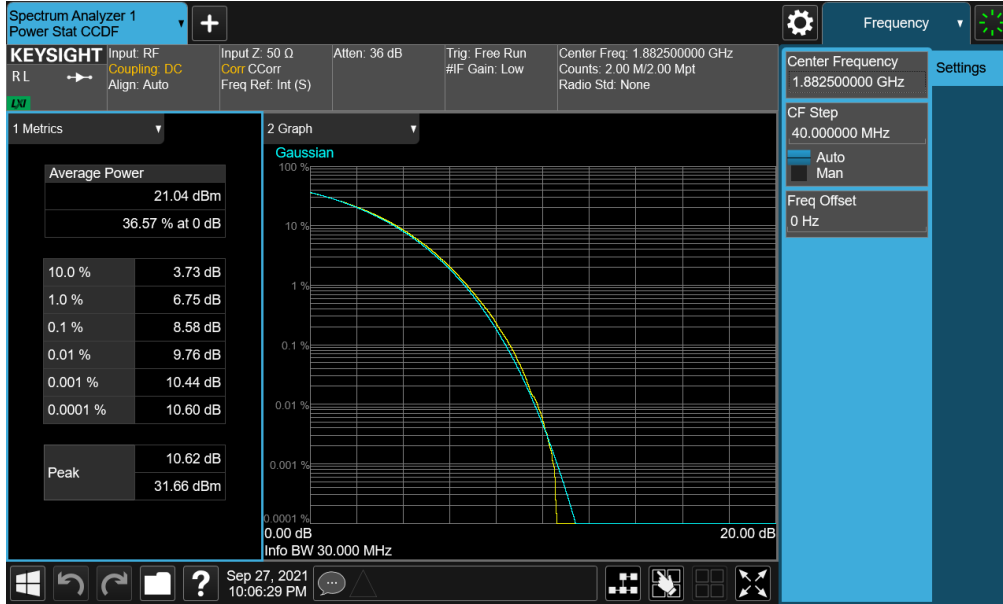 Spectrum Analyzer 1
Power Stat CCDF
Frequency
KEYSIGHT
RL
LXI
Input: RF
Coupling: DC
Align: Auto
Input Z: 50 Ω
Corr CCorr
Freq Ref: Int (S)
Atten: 36 dB
Trig: Free Run
#IF Gain: Low
Center Freq: 1.882500000 GHz
Counts: 2.00 M/2.00 Mpt
Radio Std: None
Center Frequency
1.882500000 GHz
Settings
CF Step
40.000000 MHz
Auto
Man
Freq Offset
0 Hz
1 Metrics
Average Power
21.04 dBm
36.57 % at 0 dB
10.0 % 3.73 dB
1.0 % 6.75 dB
0.1 % 8.58 dB
0.01 % 9.76 dB
0.001 % 10.44 dB
0.0001 % 10.60 dB
Peak
10.62 dB
31.66 dBm
2 Graph
Gaussian
100 %
10 %
1 %
0.1 %
0.01 %
0.001 %
0.0001 %
0.00 dB 20.00 dB
Info BW 30.000 MHz
?
Sep 27, 2021
10:06:29 PM